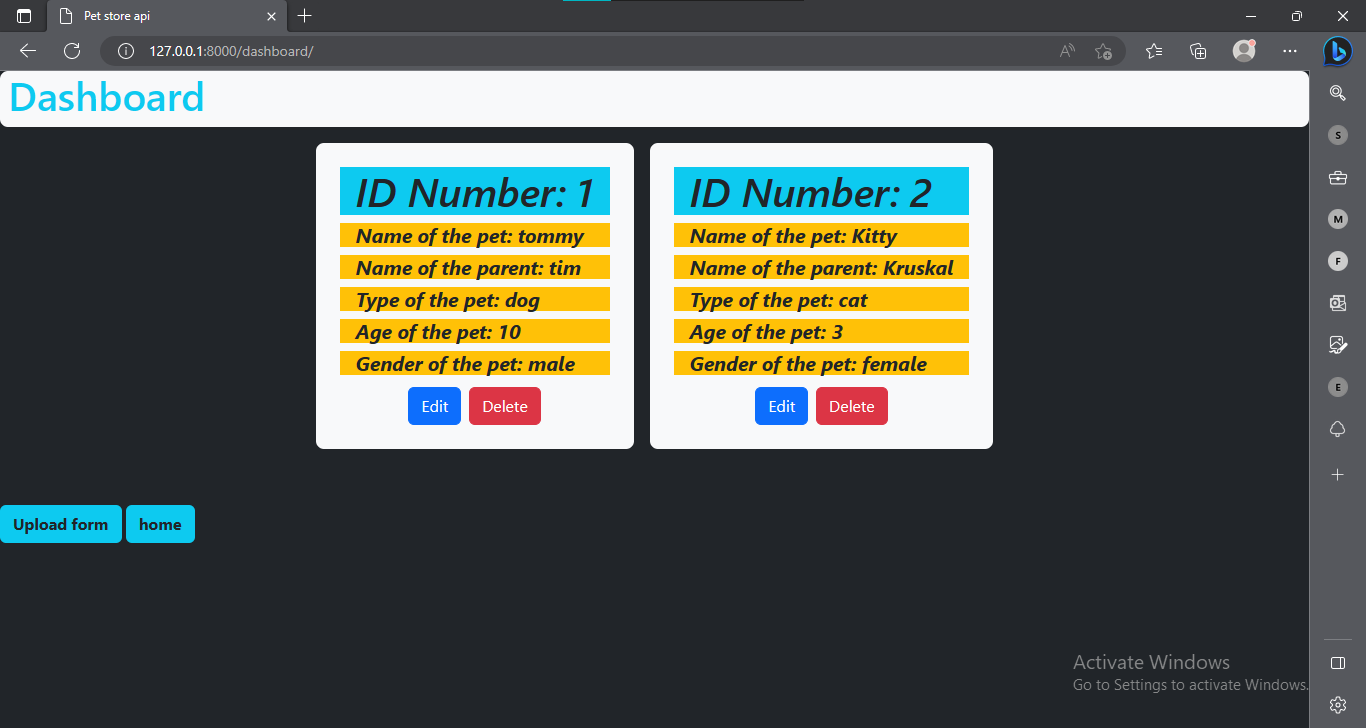 Pet store api
127.0.0.1:8000/dashboard/
Dashboard
ID Number: 1
Name of the pet: tommy
Name of the parent: tim
Type of the pet: dog
Age of the pet: 10
Gender of the pet: male
Edit
Delete
ID Number: 2
Name of the pet: Kitty
Name of the parent: Kruskal
Type of the pet: cat
Age of the pet: 3
Gender of the pet: female
Edit
Delete
Upload form
home
S
M
F
E
Activate Windows
Go to Settings to activate Windows.